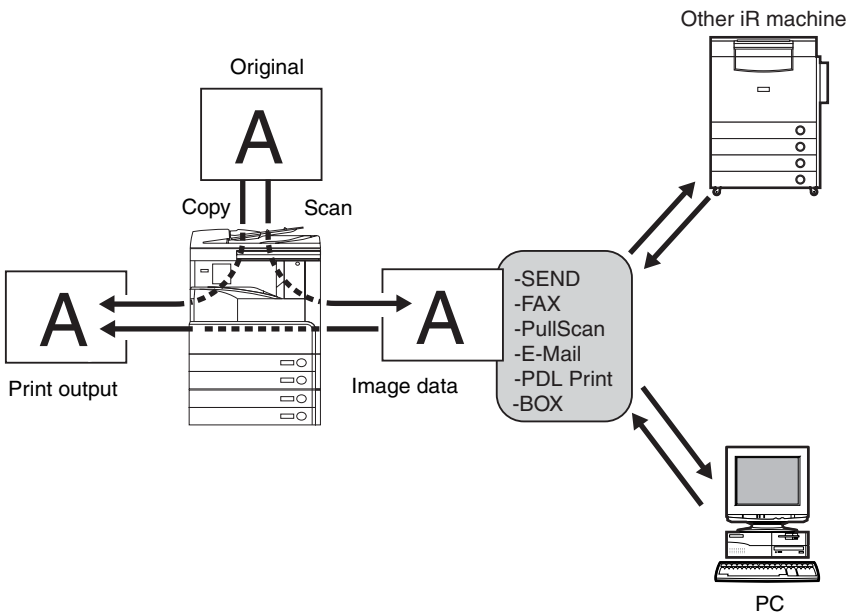 Other iR machine
Original
A
Copy
Scan
A
A
-SEND
-FAX
-PullScan
-E-Mail
-PDL Print
-BOX
Print output
Image data
PC